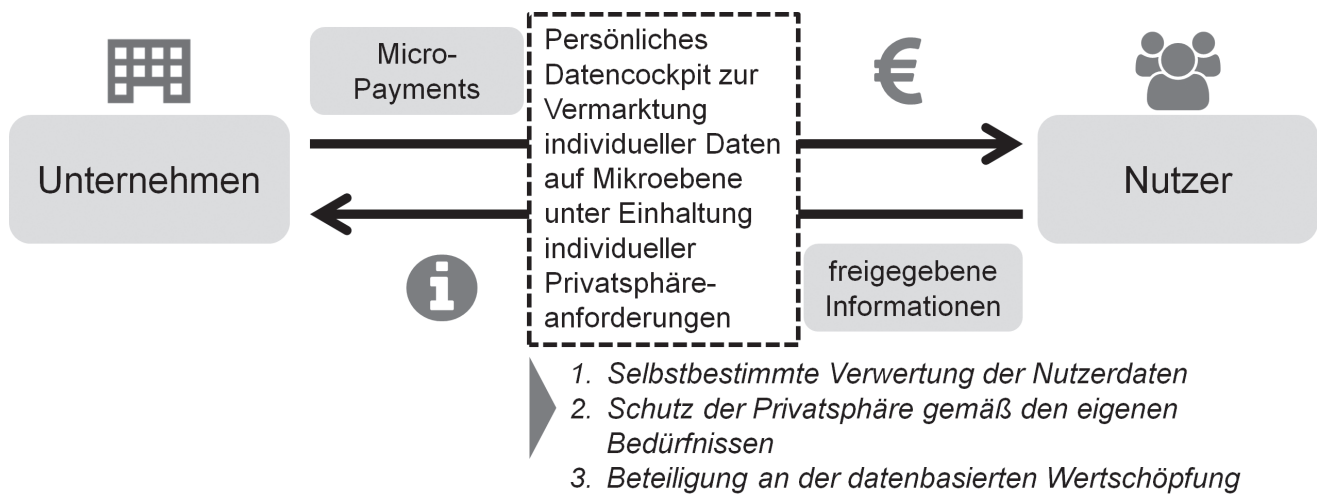 Micro-
Payments
Persönliches
Datencockpit zur
Vermarktung
individueller Daten
auf Mikroebene
unter Einhaltung
individueller
Privatsphäre-
anforderungen
€
Unternehmen
Nutzer
freigegebene
Informationen
1. Selbstbestimmte Verwertung der Nutzerdaten
2. Schutz der Privatsphäre gemäß den eigenen
Bedürfnissen
3. Beteiligung an der datenbasierten Wertschöpfung